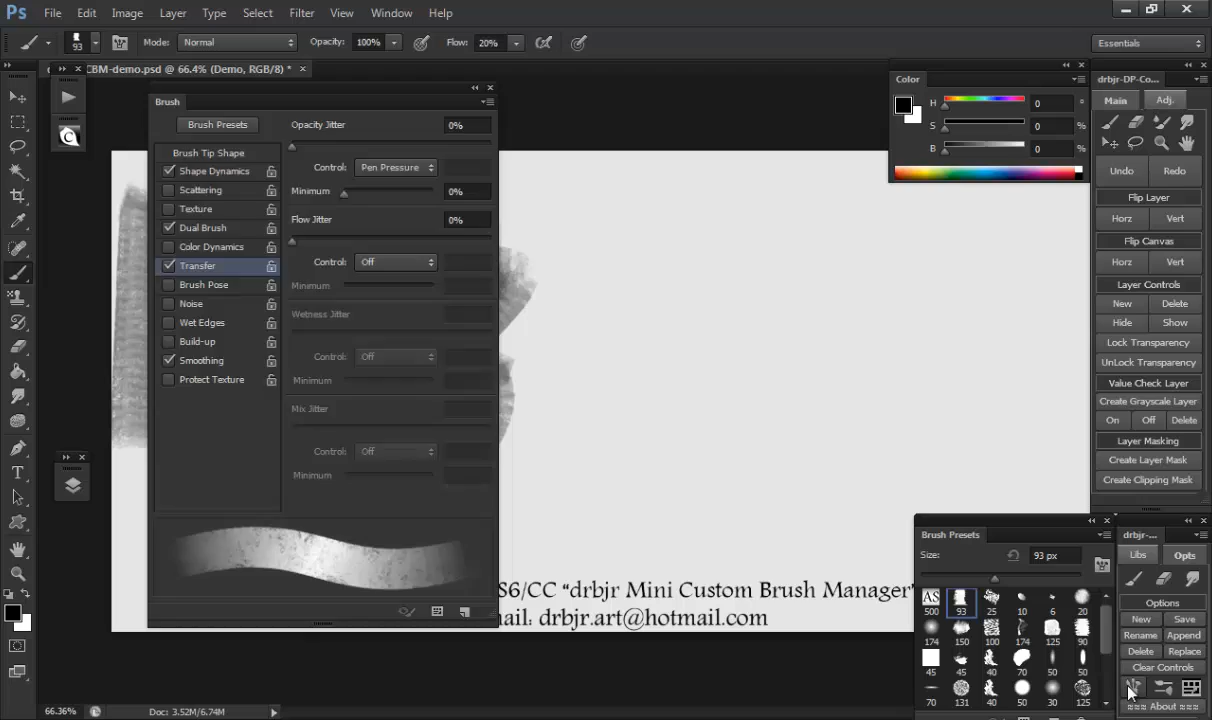 Ps File Edit Image Layer Type Select Filter View Window Help
93 Mode: Normal Opacity: 100% Flow: 20% Essentials
CBM-demo.psd @ 66.4% (Demo, RGB/8) *
Brush
Brush Presets
Brush Tip Shape
Shape Dynamics
Scattering
Texture
Dual Brush
Color Dynamics
Transfer
Brush Pose
Noise
Wet Edges
Build-up
Smoothing
Protect Texture
Opacity Jitter 0%
Control: Pen Pressure
Minimum 0%
Flow Jitter 0%
Control: Off
Minimum
Wetness Jitter
Control: Off
Minimum
Mix Jitter
Control: Off
Minimum
S6/CC “drbjr Mini Custom Brush Manager”
ail: drbjr.art@hotmail.com
Color
H 0 °
S 0 %
B 0 %
drbjr-DP-Co...
Main Adj.
Undo Redo
Flip Layer
Horz Vert
Flip Canvas
Horz Vert
Layer Controls
New Delete
Hide Show
Lock Transparency
UnLock Transparency
Value Check Layer
Create Grayscale Layer
On Off Delete
Layer Masking
Create Layer Mask
Create Clipping Mask
Brush Presets
Size: 93 px
AS
500 93 25 10 6 20
174 150 100 174 125 90
45 45 40 70 50 50
70 131 40 70 50 70
drbjr-...
Libs Opts
Options
New Save
Rename Append
Delete Replace
Clear Controls
=== About ===
66.36% Doc: 3.52M/6.74M